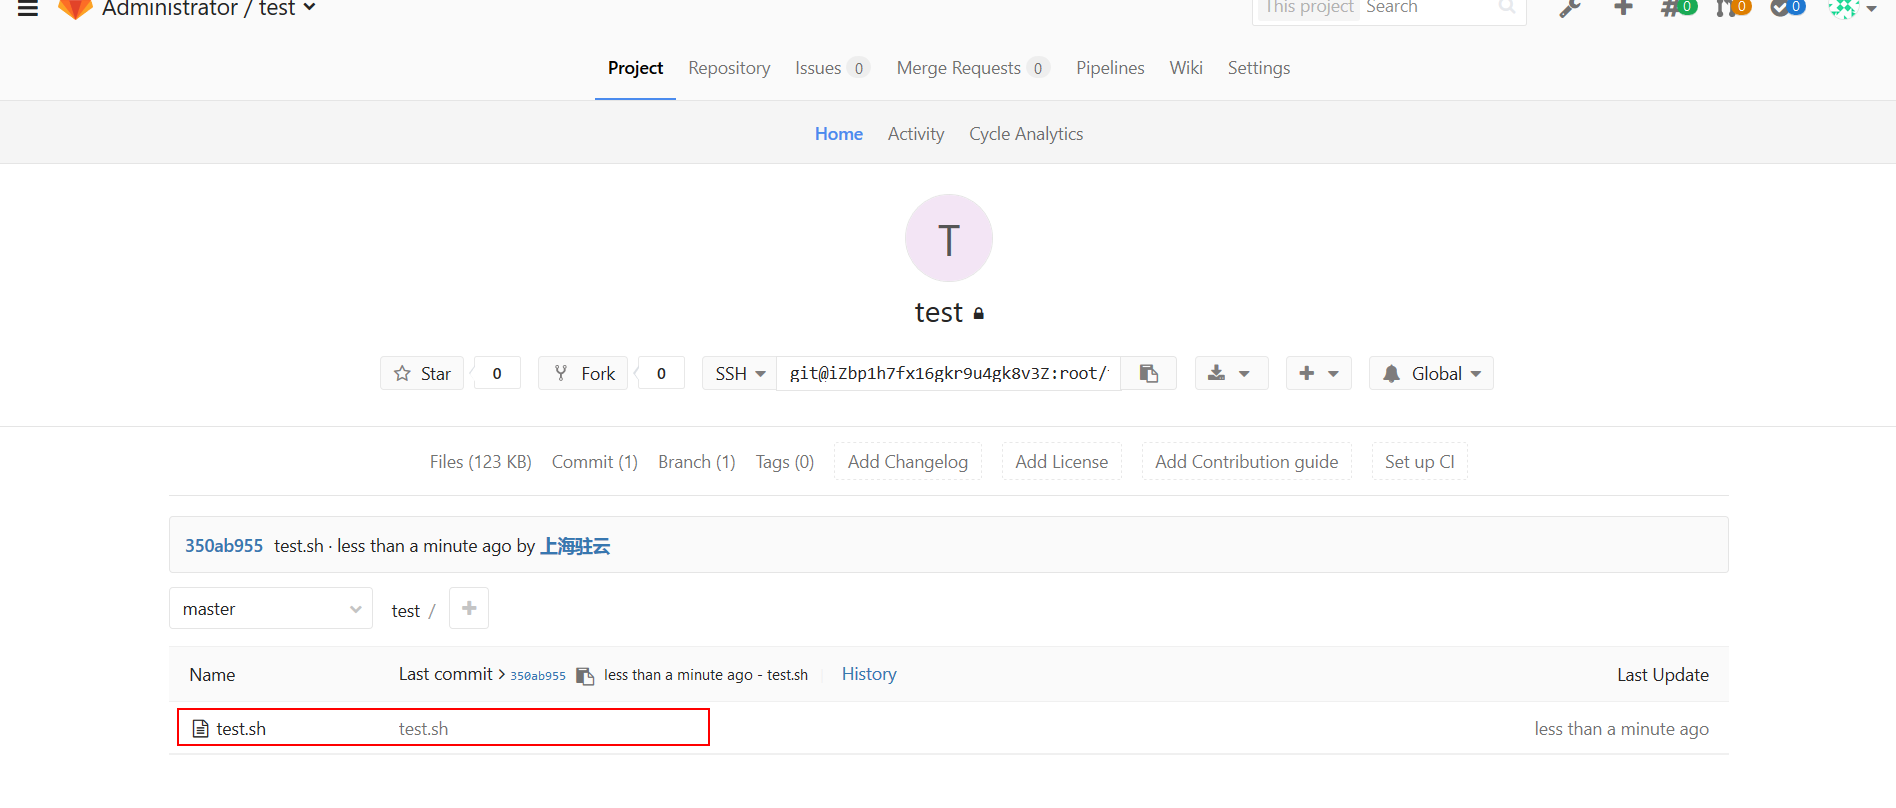 Administrator / test
This project Search 0 0 0
Project Repository Issues 0 Merge Requests 0 Pipelines Wiki Settings
Home Activity Cycle Analytics
T
test
Star 0 Fork 0 SSH git@iZbp1h7fx16gkr9u4gk8v3Z:root/ Global
Files (123 KB) Commit (1) Branch (1) Tags (0) Add Changelog Add License Add Contribution guide Set up CI
350ab955 test.sh · less than a minute ago by 上海驻云
master test / +
Name Last commit > 350ab955 less than a minute ago - test.sh History Last Update
test.sh test.sh less than a minute ago